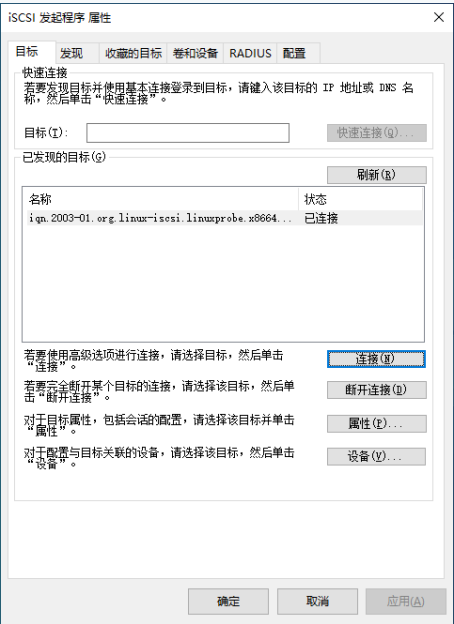 iSCSI 发起程序 属性
目标 发现 收藏的目标 卷和设备 RADIUS 配置
快速连接
若要发现目标并使用基本连接登录到目标，请键入该目标的 IP 地址或 DNS 名
称，然后单击“快速连接”。
目标(T): 快速连接(Q)...
已发现的目标(G)
刷新(R)
名称 状态
iqn.2003-01.org.linux-iscsi.linuxprobe.x8664... 已连接
若要使用高级选项进行连接，请选择目标，然后单击
“连接”。
连接(N)
若要完全断开某个目标的连接，请选择该目标，然后单
击“断开连接”。
断开连接(D)
对于目标属性，包括会话的配置，请选择该目标并单击
“属性”。
属性(P)...
对于配置与目标关联的设备，请选择该目标，然后单击
“设备”。
设备(V)...
确定 取消 应用(A)